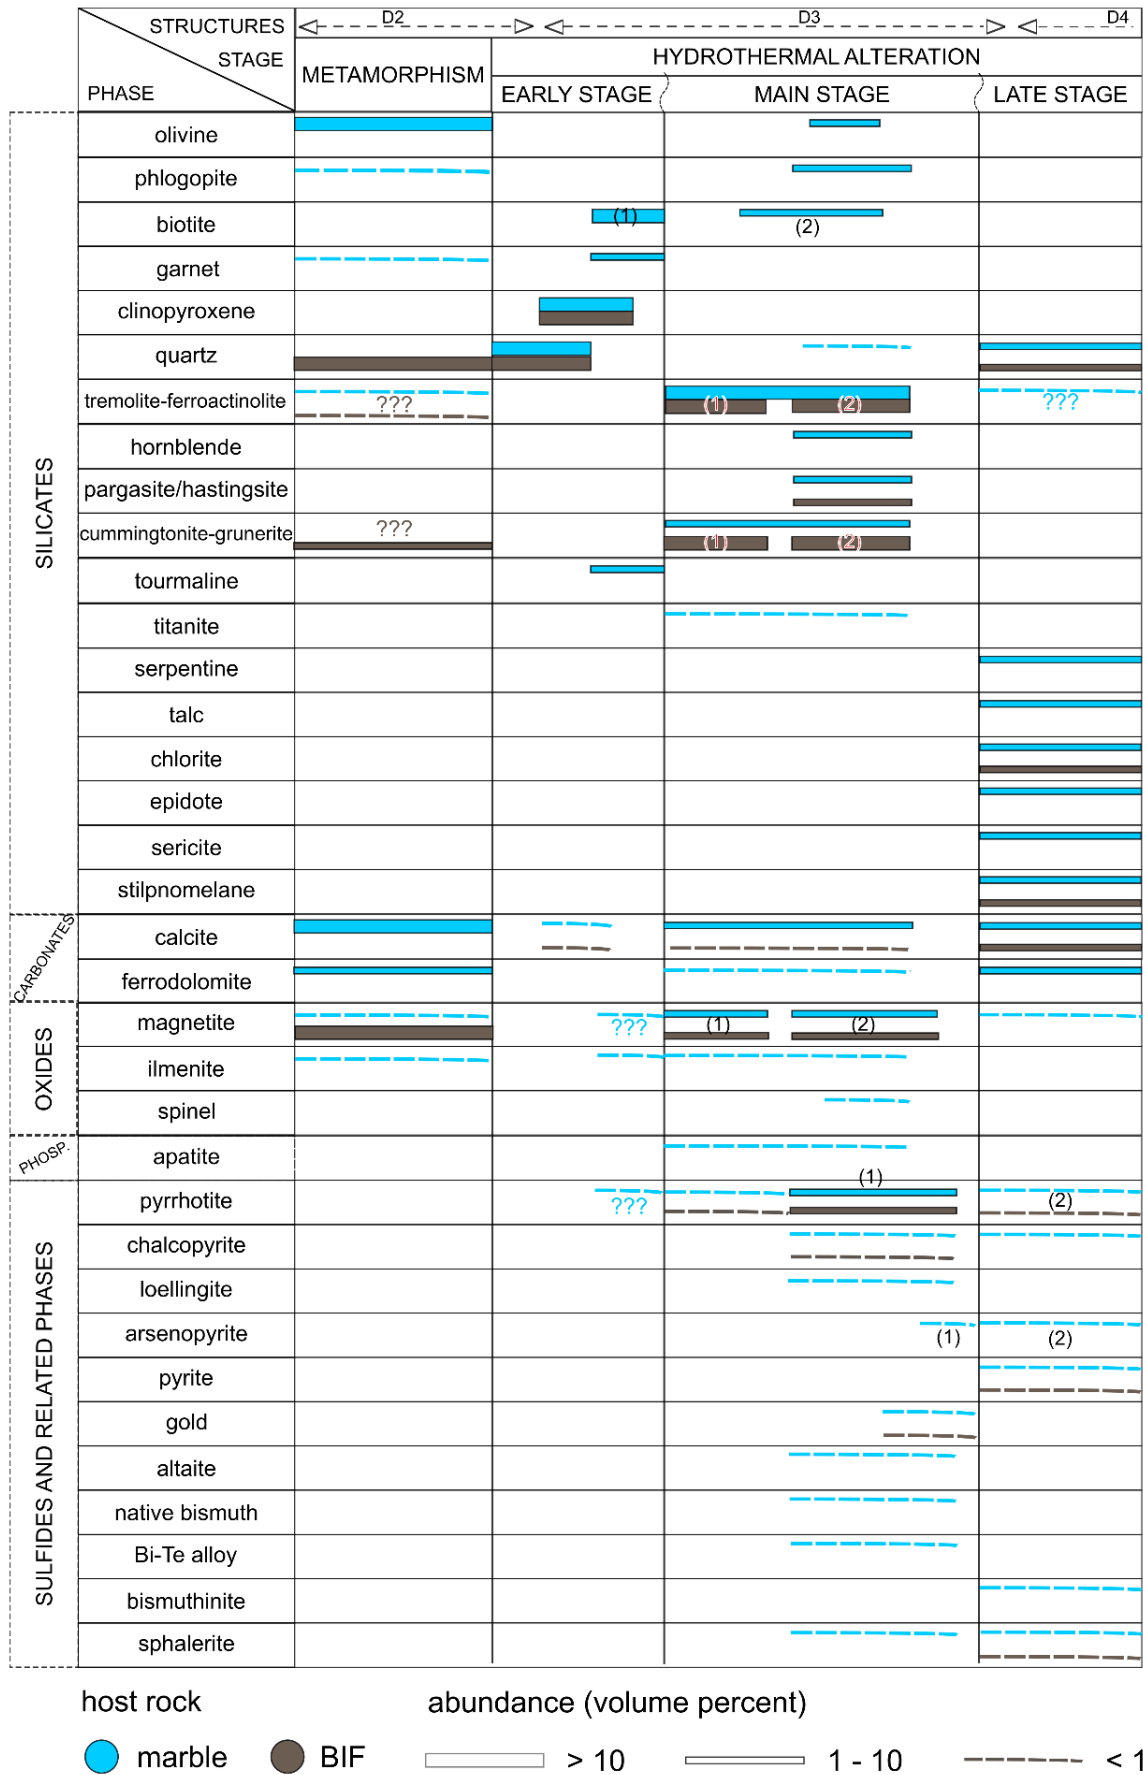 STRUCTURES
D2
D3
D4
STAGE
PHASE
METAMORPHISM
HYDROTHERMAL ALTERATION
EARLY STAGE
MAIN STAGE
LATE STAGE
SILICATES
olivine
phlogopite
biotite
(1)
(2)
garnet
clinopyroxene
quartz
tremolite-ferroactinolite
???
(1)
(2)
???
hornblende
pargasite/hastingsite
cummingtonite-grunerite
???
(1)
(2)
tourmaline
titanite
serpentine
talc
chlorite
epidote
sericite
stilpnomelane
CARBONATES
calcite
ferrodolomite
OXIDES
magnetite
???
(1)
(2)
ilmenite
spinel
PHOSP.
apatite
SULFIDES AND RELATED PHASES
pyrrhotite
???
(1)
(2)
chalcopyrite
loellingite
arsenopyrite
(1)
(2)
pyrite
gold
altaite
native bismuth
Bi-Te alloy
bismuthinite
sphalerite
host rock
abundance (volume percent)
marble
BIF
> 10
1 - 10
< 1